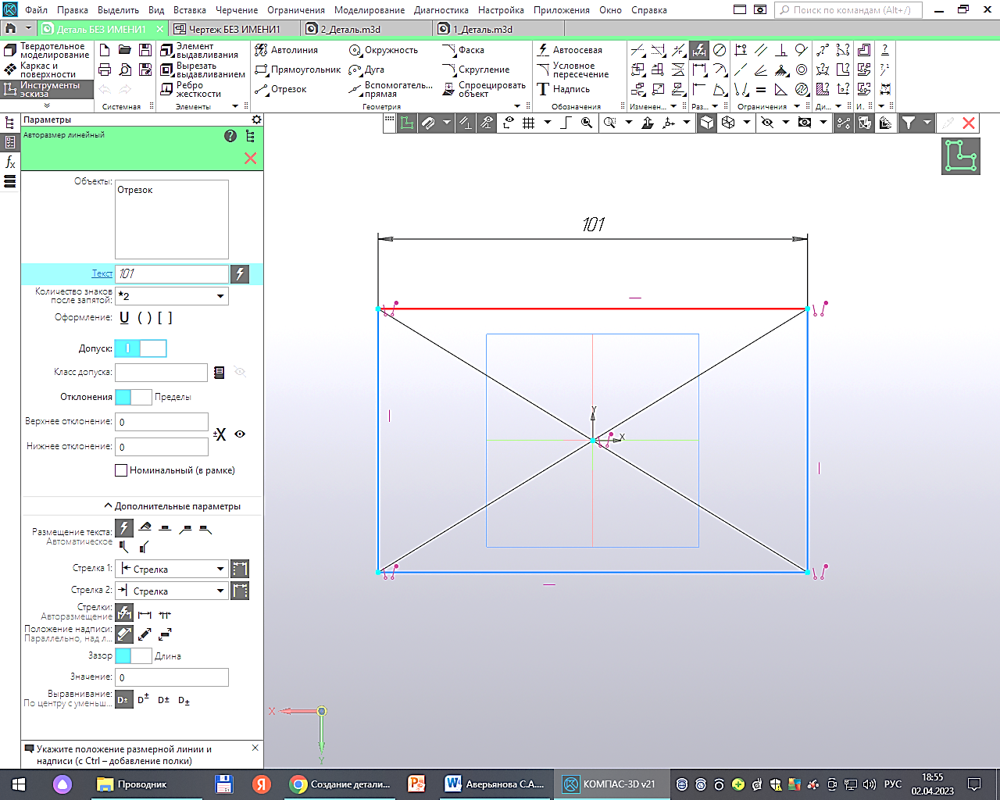 Файл Правка Выделить Вид Вставка Черчение Ограничения Моделирование Диагностика Настройка Приложения Окно Справка Поиск по командам (Alt+/)
Деталь БЕЗ ИМЕНИ1 Чертеж БЕЗ ИМЕНИ1 2_Деталь.m3d 1_Деталь.m3d
Твердотельное
моделирование
Каркас и
поверхности
Инструменты
эскиза
Системная
Элемент
выдавливания
Вырезать
выдавливанием
Ребро
жесткости
Элементы
Автолиния Окружность Фаска
Прямоугольник Дуга Скругление
Отрезок Вспомогатель...
прямая
Спроецировать
объект
Геометрия
Автоосевая
Условное
пересечение
Надпись
Обозначения
Изменен...
Раз...
Ограничения
Ди...
И.
Параметры
Авторазмер линейный
Объекты: Отрезок
Текст 101
Количество знаков
после запятой: *2
Оформление: U ( ) [ ]
Допуск:
Класс допуска:
Отклонения Пределы
Верхнее отклонение: 0
±X
Нижнее отклонение: 0
Номинальный (в рамке)
Дополнительные параметры
Размещение текста:
Автоматическое
Стрелка 1: Стрелка
Стрелка 2: Стрелка
Стрелки:
Авторазмещение
Положение надписи:
Параллельно, над л...
Зазор Длина
Значение: 0
Выравнивание:
По центру с уменьш...
D± D± D± D±
Укажите положение размерной линии и
надписи (с Ctrl – добавление полки)
101
Y
X
X
Y
Проводник Создание детали... Аверьянова С.А.... КОМПАС-3D v21 РУС
18:55
02.04.2023